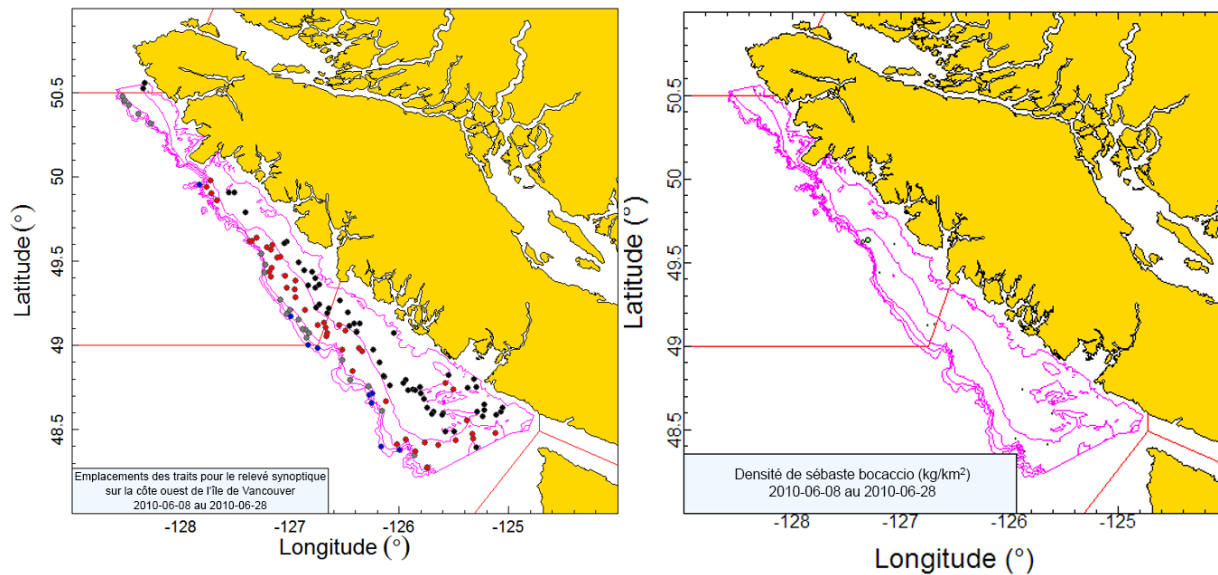 50.5
50
49.5
49
48.5
Latitude (°)
-128
-127
-126
-125
Longitude (°)
Emplacements des traits pour le relevé synoptique
sur la côte ouest de l'île de Vancouver
2010-06-08 au 2010-06-28
50.5
50
49.5
49
48.5
Latitude (°)
-128
-127
-126
-125
Longitude (°)
Densité de sébaste bocaccio (kg/km²)
2010-06-08 au 2010-06-28